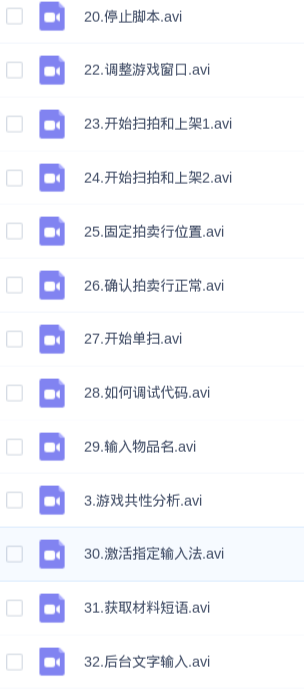 20.停止脚本.avi
22.调整游戏窗口.avi
23.开始扫拍和上架1.avi
24.开始扫拍和上架2.avi
25.固定拍卖行位置.avi
26.确认拍卖行正常.avi
27.开始单扫.avi
28.如何调试代码.avi
29.输入物品名.avi
3.游戏共性分析.avi
30.激活指定输入法.avi
31.获取材料短语.avi
32.后台文字输入.avi